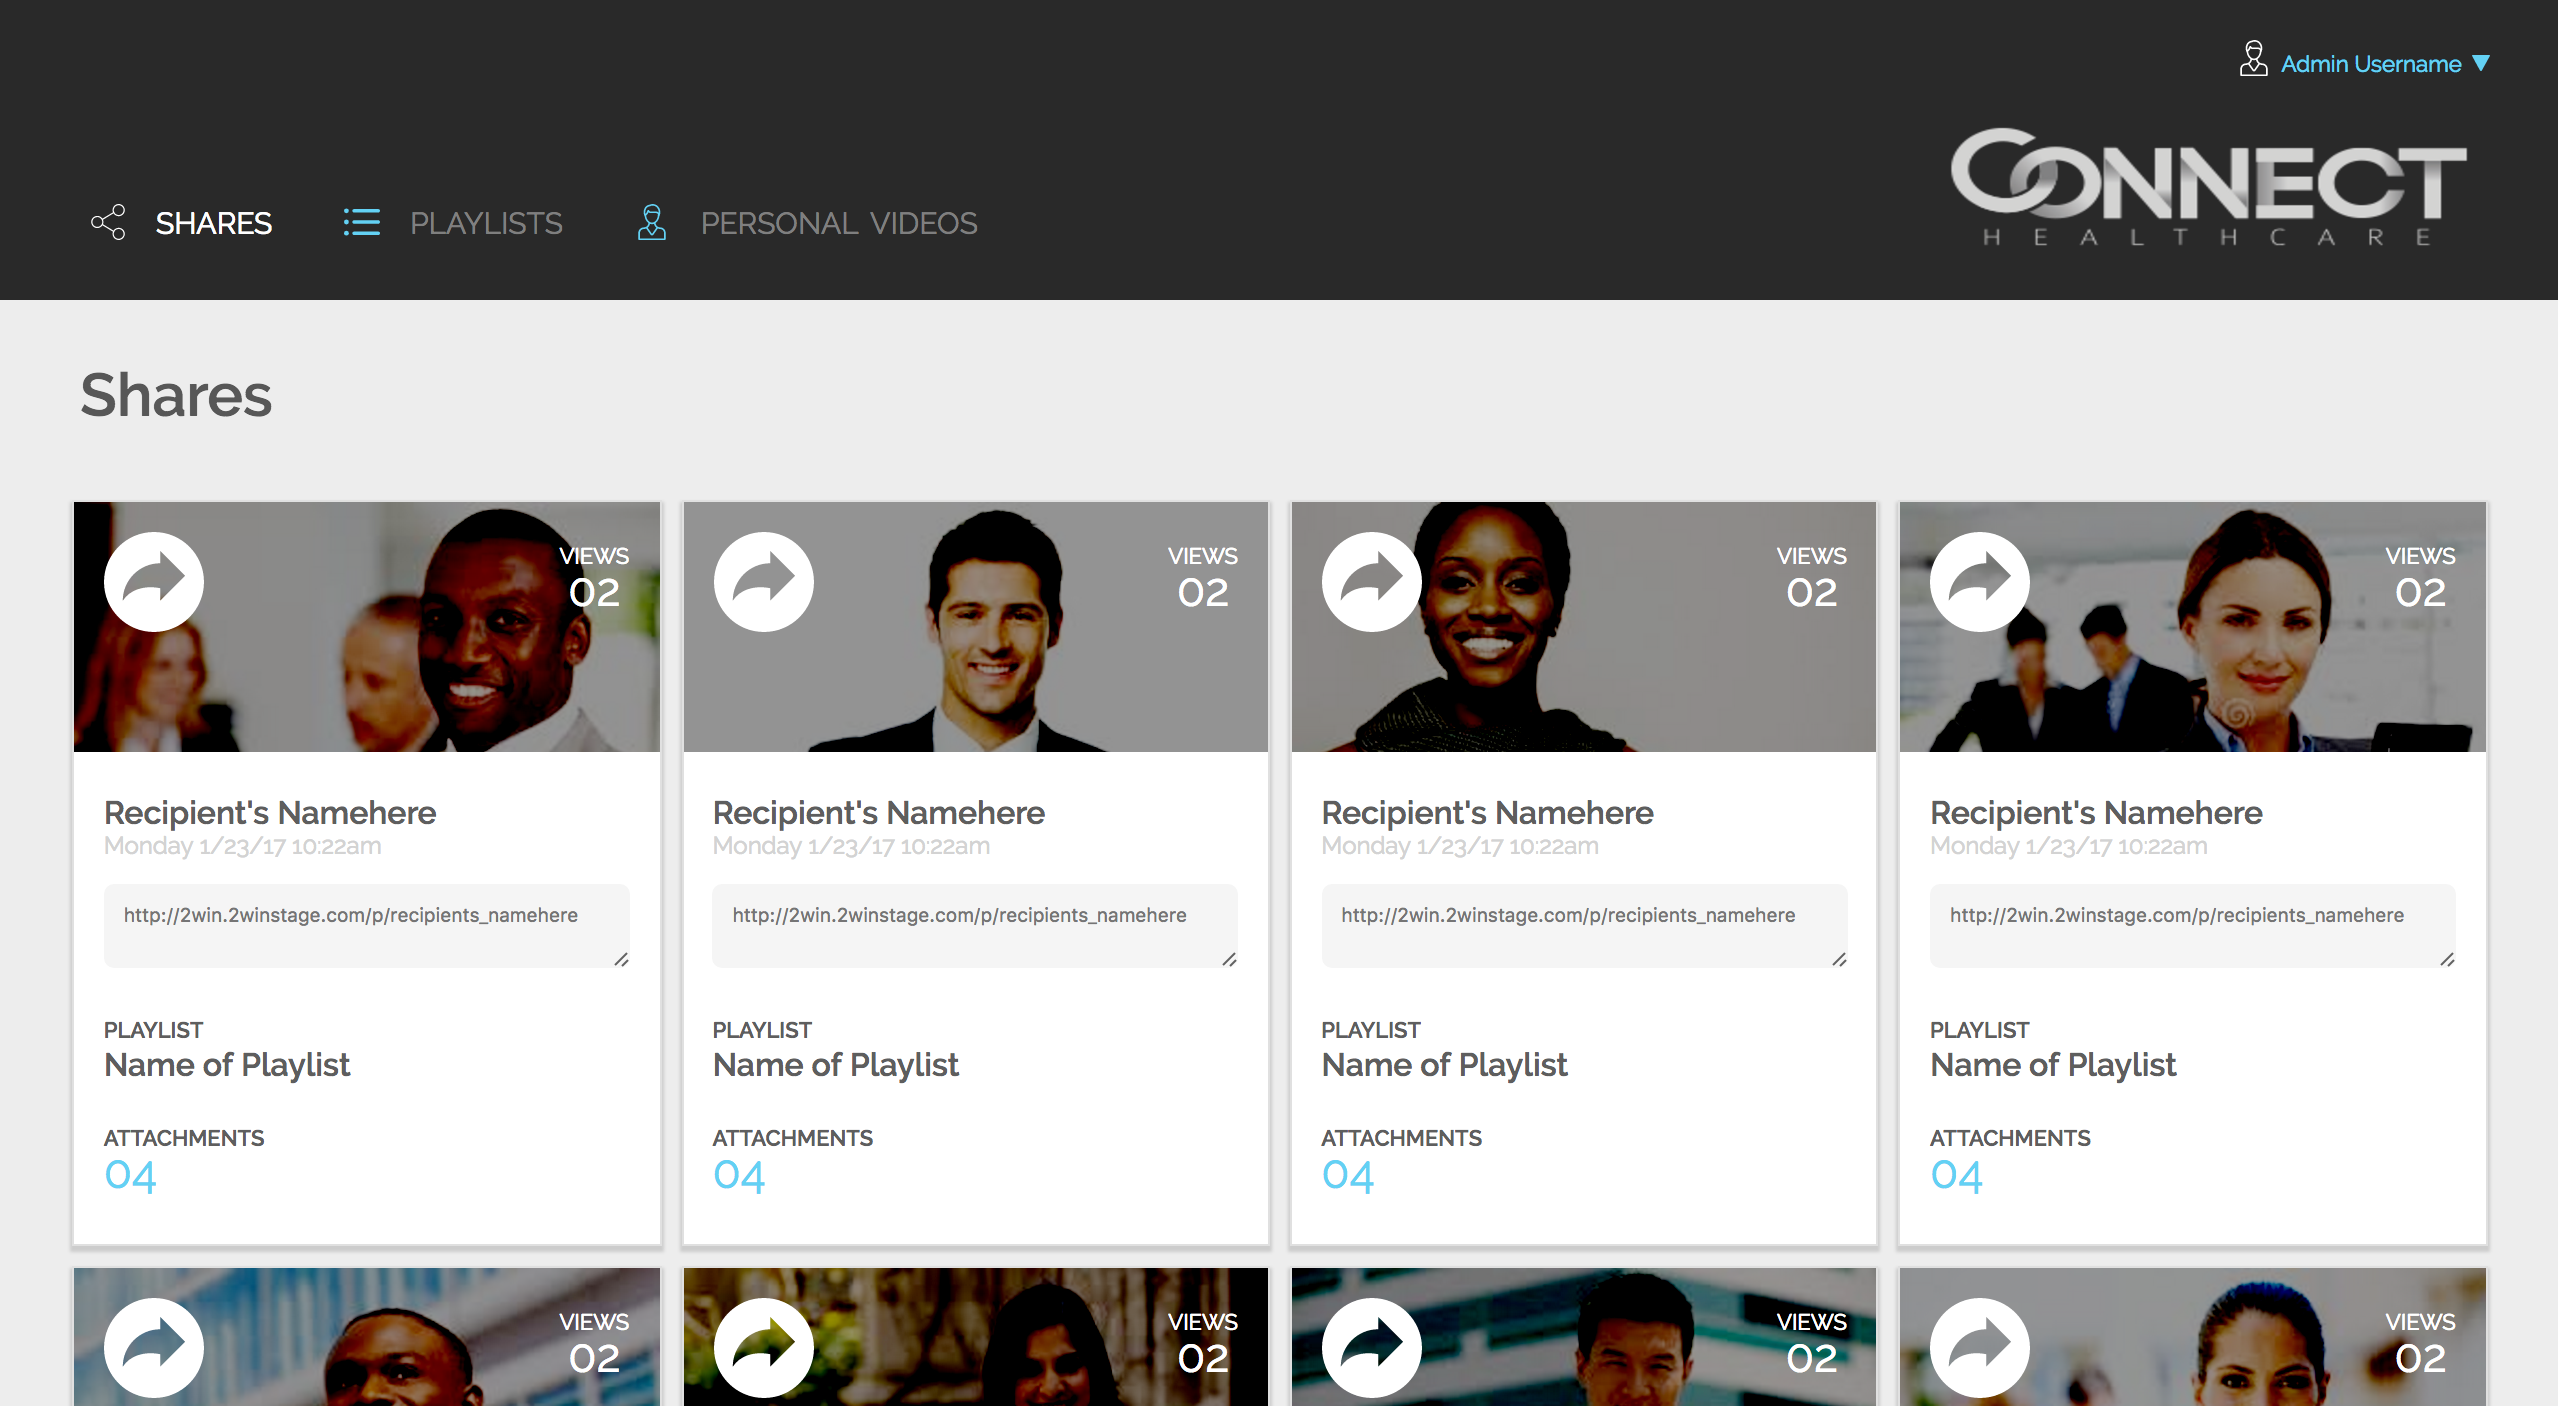 Admin Username
CONNECT
HEALTHCARE
SHARES PLAYLISTS PERSONAL VIDEOS
Shares
VIEWS VIEWS VIEWS VIEWS
02 02 02 02
Recipient's Namehere Recipient's Namehere Recipient's Namehere Recipient's Namehere
Monday 1/23/17 10:22am Monday 1/23/17 10:22am Monday 1/23/17 10:22am Monday 1/23/17 10:22am
http://2win.2winstage.com/p/recipients_namehere http://2win.2winstage.com/p/recipients_namehere http://2win.2winstage.com/p/recipients_namehere http://2win.2winstage.com/p/recipients_namehere
PLAYLIST PLAYLIST PLAYLIST PLAYLIST
Name of Playlist Name of Playlist Name of Playlist Name of Playlist
ATTACHMENTS ATTACHMENTS ATTACHMENTS ATTACHMENTS
04 04 04 04
VIEWS VIEWS VIEWS VIEWS
02 02 02 02